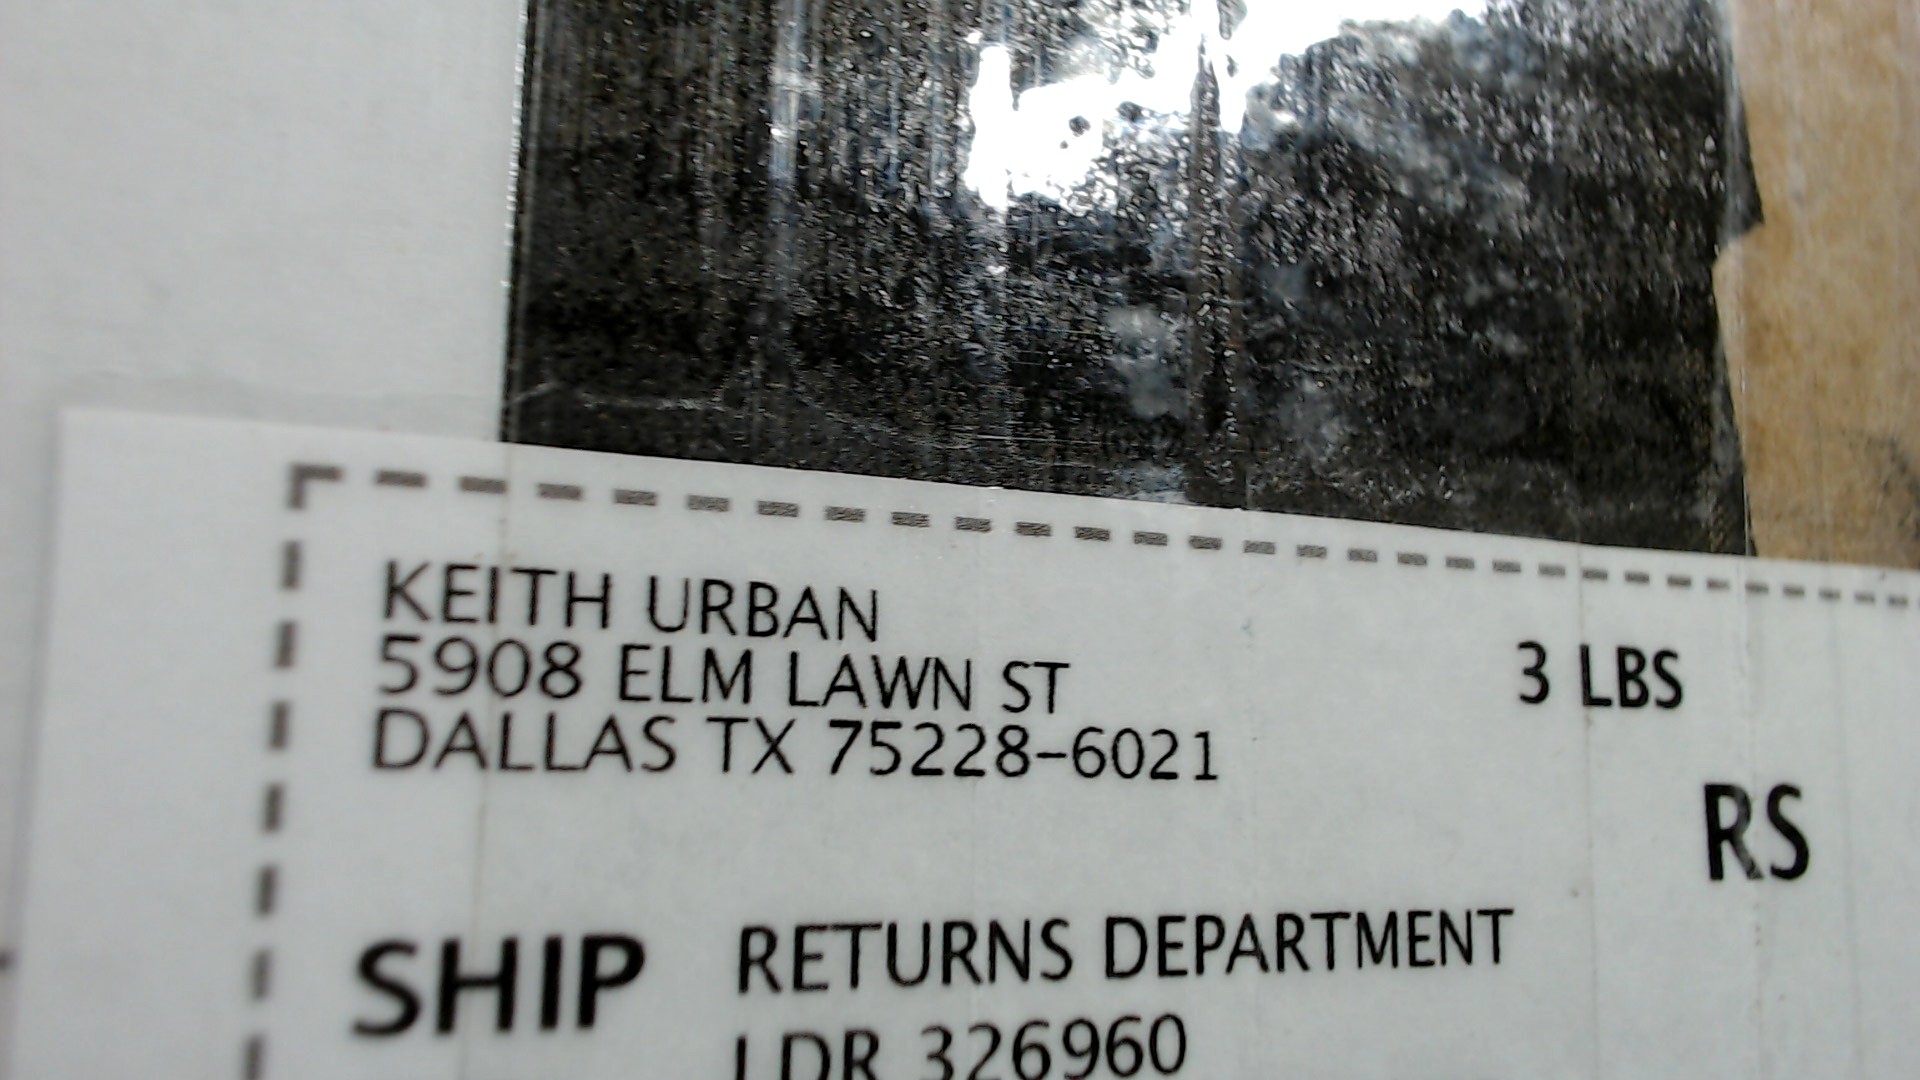 KEITH URBAN
5908 ELM LAWN ST
DALLAS TX 75228-6021
3 LBS
RS
SHIP
RETURNS DEPARTMENT
LDR 326960